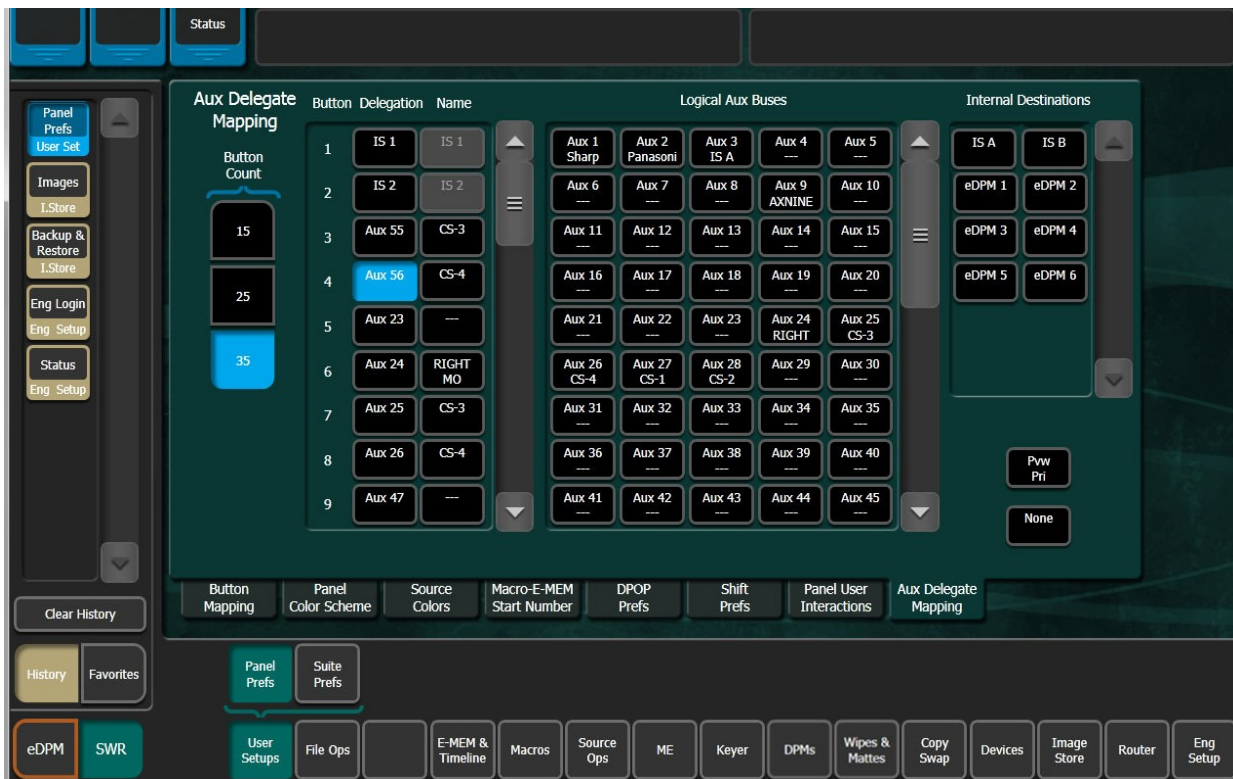 Status
Panel
Prefs
User Set
Images
I.Store
Backup &
Restore
I.Store
Eng Login
Eng Setup
Status
Eng Setup
Clear History
History
Favorites
eDPM
SWR
Aux Delegate
Mapping
Button
Count
15
25
35
Button Delegation Name
1 IS 1 IS 1
2 IS 2 IS 2
3 Aux 55 CS-3
4 Aux 56 CS-4
5 Aux 23 ---
6 Aux 24 RIGHT
MO
7 Aux 25 CS-3
8 Aux 26 CS-4
9 Aux 47 ---
Logical Aux Buses
Aux 1 Aux 2 Aux 3 Aux 4 Aux 5
Sharp Panasoni IS A --- ---
Aux 6 Aux 7 Aux 8 Aux 9 Aux 10
--- --- --- AXNINE ---
Aux 11 Aux 12 Aux 13 Aux 14 Aux 15
--- --- --- --- ---
Aux 16 Aux 17 Aux 18 Aux 19 Aux 20
--- --- --- --- ---
Aux 21 Aux 22 Aux 23 Aux 24 Aux 25
--- --- --- RIGHT CS-3
Aux 26 Aux 27 Aux 28 Aux 29 Aux 30
CS-4 CS-1 CS-2 --- ---
Aux 31 Aux 32 Aux 33 Aux 34 Aux 35
--- --- --- --- ---
Aux 36 Aux 37 Aux 38 Aux 39 Aux 40
--- --- --- --- ---
Aux 41 Aux 42 Aux 43 Aux 44 Aux 45
--- --- --- --- ---
Internal Destinations
IS A IS B
eDPM 1 eDPM 2
eDPM 3 eDPM 4
eDPM 5 eDPM 6
Pvw
Pri
None
Button
Mapping
Panel
Color Scheme
Source
Colors
Macro-E-MEM
Start Number
DPOP
Prefs
Shift
Prefs
Panel User
Interactions
Aux Delegate
Mapping
Panel
Prefs
Suite
Prefs
User
Setups
File Ops
E-MEM &
Timeline
Macros
Source
Ops
ME
Keyer
DPMs
Wipes &
Mattes
Copy
Swap
Devices
Image
Store
Router
Eng
Setup